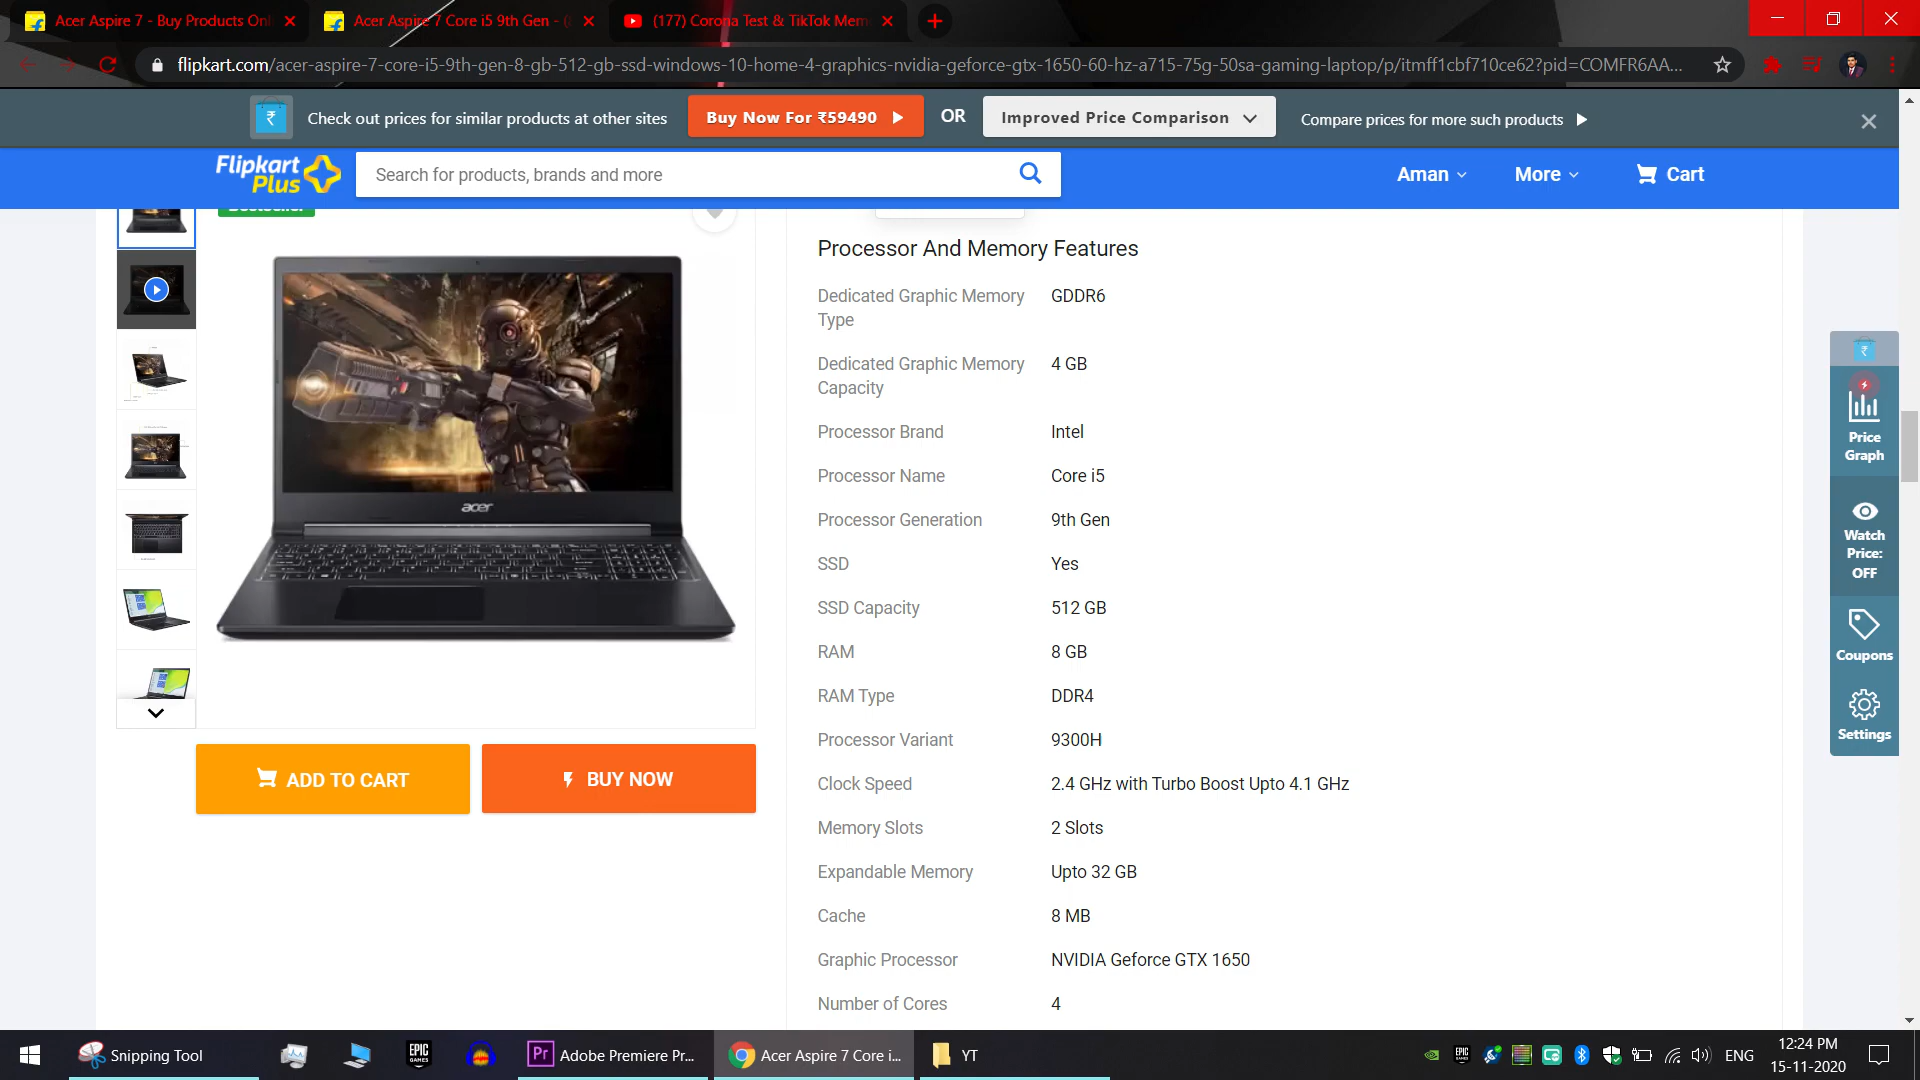 Acer Aspire 7 - Buy Products Onl
Acer Aspire 7 Core i5 9th Gen - (
(177) Corona Test & TikTok Mem
flipkart.com/acer-aspire-7-core-i5-9th-gen-8-gb-512-gb-ssd-windows-10-home-4-graphics-nvidia-geforce-gtx-1650-60-hz-a715-75g-50sa-gaming-laptop/p/itmff1cbf710ce62?pid=COMFR6AA...
Check out prices for similar products at other sites
Buy Now For ₹59490
OR
Improved Price Comparison
Compare prices for more such products
Flipkart
Plus
Search for products, brands and more
Aman
More
Cart
Bestseller
Processor And Memory Features
Dedicated Graphic Memory Type
GDDR6
Dedicated Graphic Memory Capacity
4 GB
Processor Brand
Intel
Processor Name
Core i5
Processor Generation
9th Gen
SSD
Yes
SSD Capacity
512 GB
RAM
8 GB
RAM Type
DDR4
Processor Variant
9300H
Clock Speed
2.4 GHz with Turbo Boost Upto 4.1 GHz
Memory Slots
2 Slots
Expandable Memory
Upto 32 GB
Cache
8 MB
Graphic Processor
NVIDIA Geforce GTX 1650
Number of Cores
4
acer
ADD TO CART
BUY NOW
Price
Graph
Watch
Price:
OFF
Coupons
Settings
Snipping Tool
EPIC
GAMES
Pr
Adobe Premiere Pr...
Acer Aspire 7 Core i...
YT
ENG
12:24 PM
15-11-2020